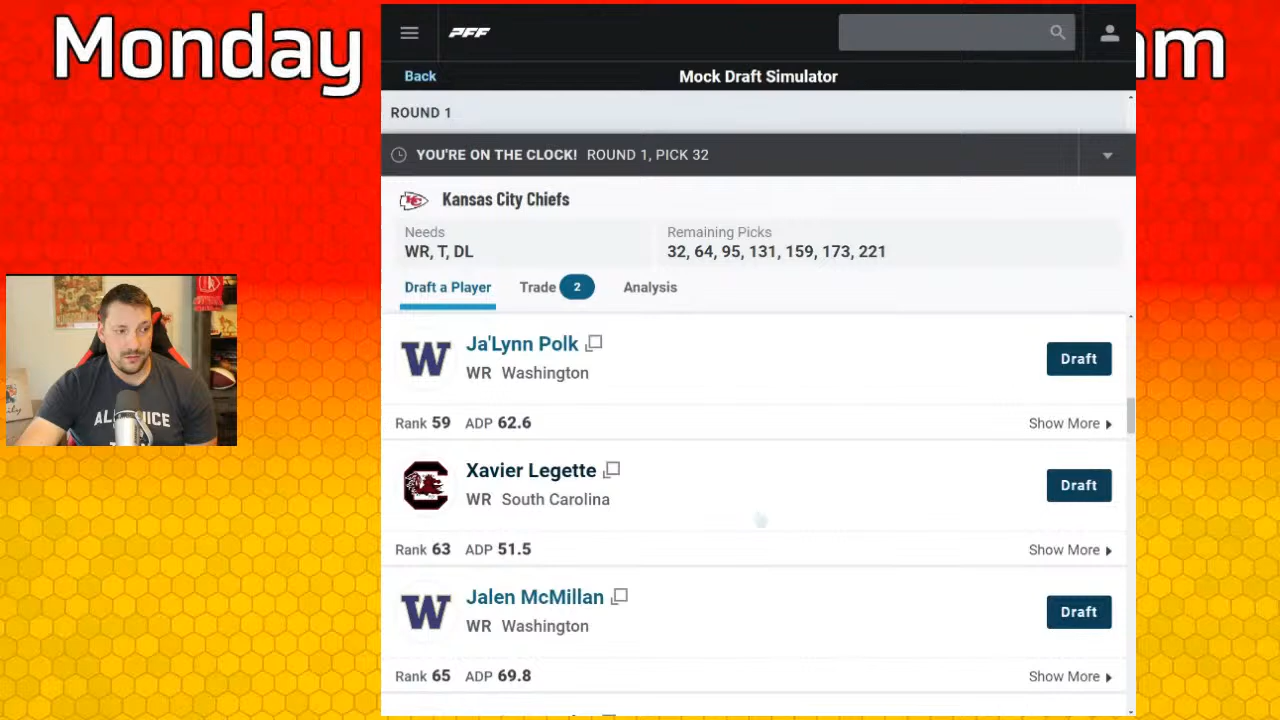 Monday
am
PFF
Back
Mock Draft Simulator
ROUND 1
YOU'RE ON THE CLOCK! ROUND 1, PICK 32
Kansas City Chiefs
Needs
WR, T, DL
Remaining Picks
32, 64, 95, 131, 159, 173, 221
Draft a Player
Trade 2
Analysis
Ja'Lynn Polk
WR Washington
Draft
Rank 59 ADP 62.6
Show More
Xavier Legette
WR South Carolina
Draft
Rank 63 ADP 51.5
Show More
Jalen McMillan
WR Washington
Draft
Rank 65 ADP 69.8
Show More